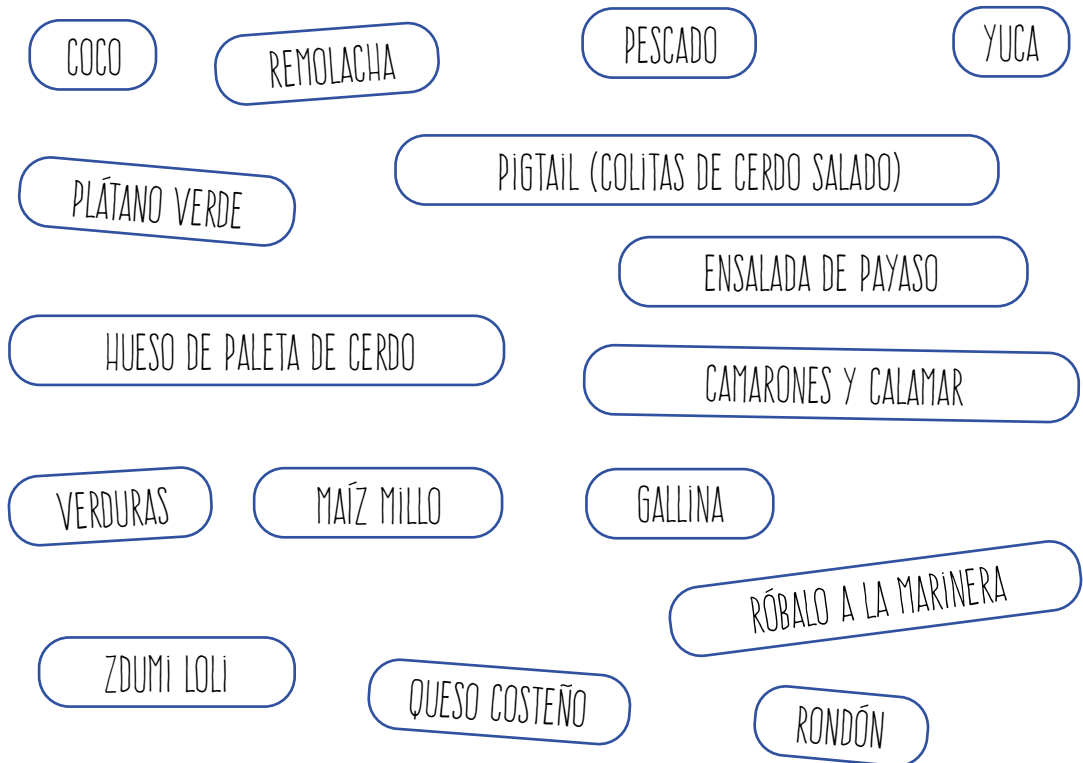 COCO
REMOLACHA
PESCADO
YUCA
PLÁTANO VERDE
PIGTAIL (COLITAS DE CERDO SALADO)
ENSALADA DE PAYASO
HUESO DE PALETA DE CERDO
CAMARONES Y CALAMAR
VERDURAS
MAÍZ MILLO
GALLINA
RÓBALO A LA MARINERA
ZDUMI LOLI
QUESO COSTEÑO
RONDÓN